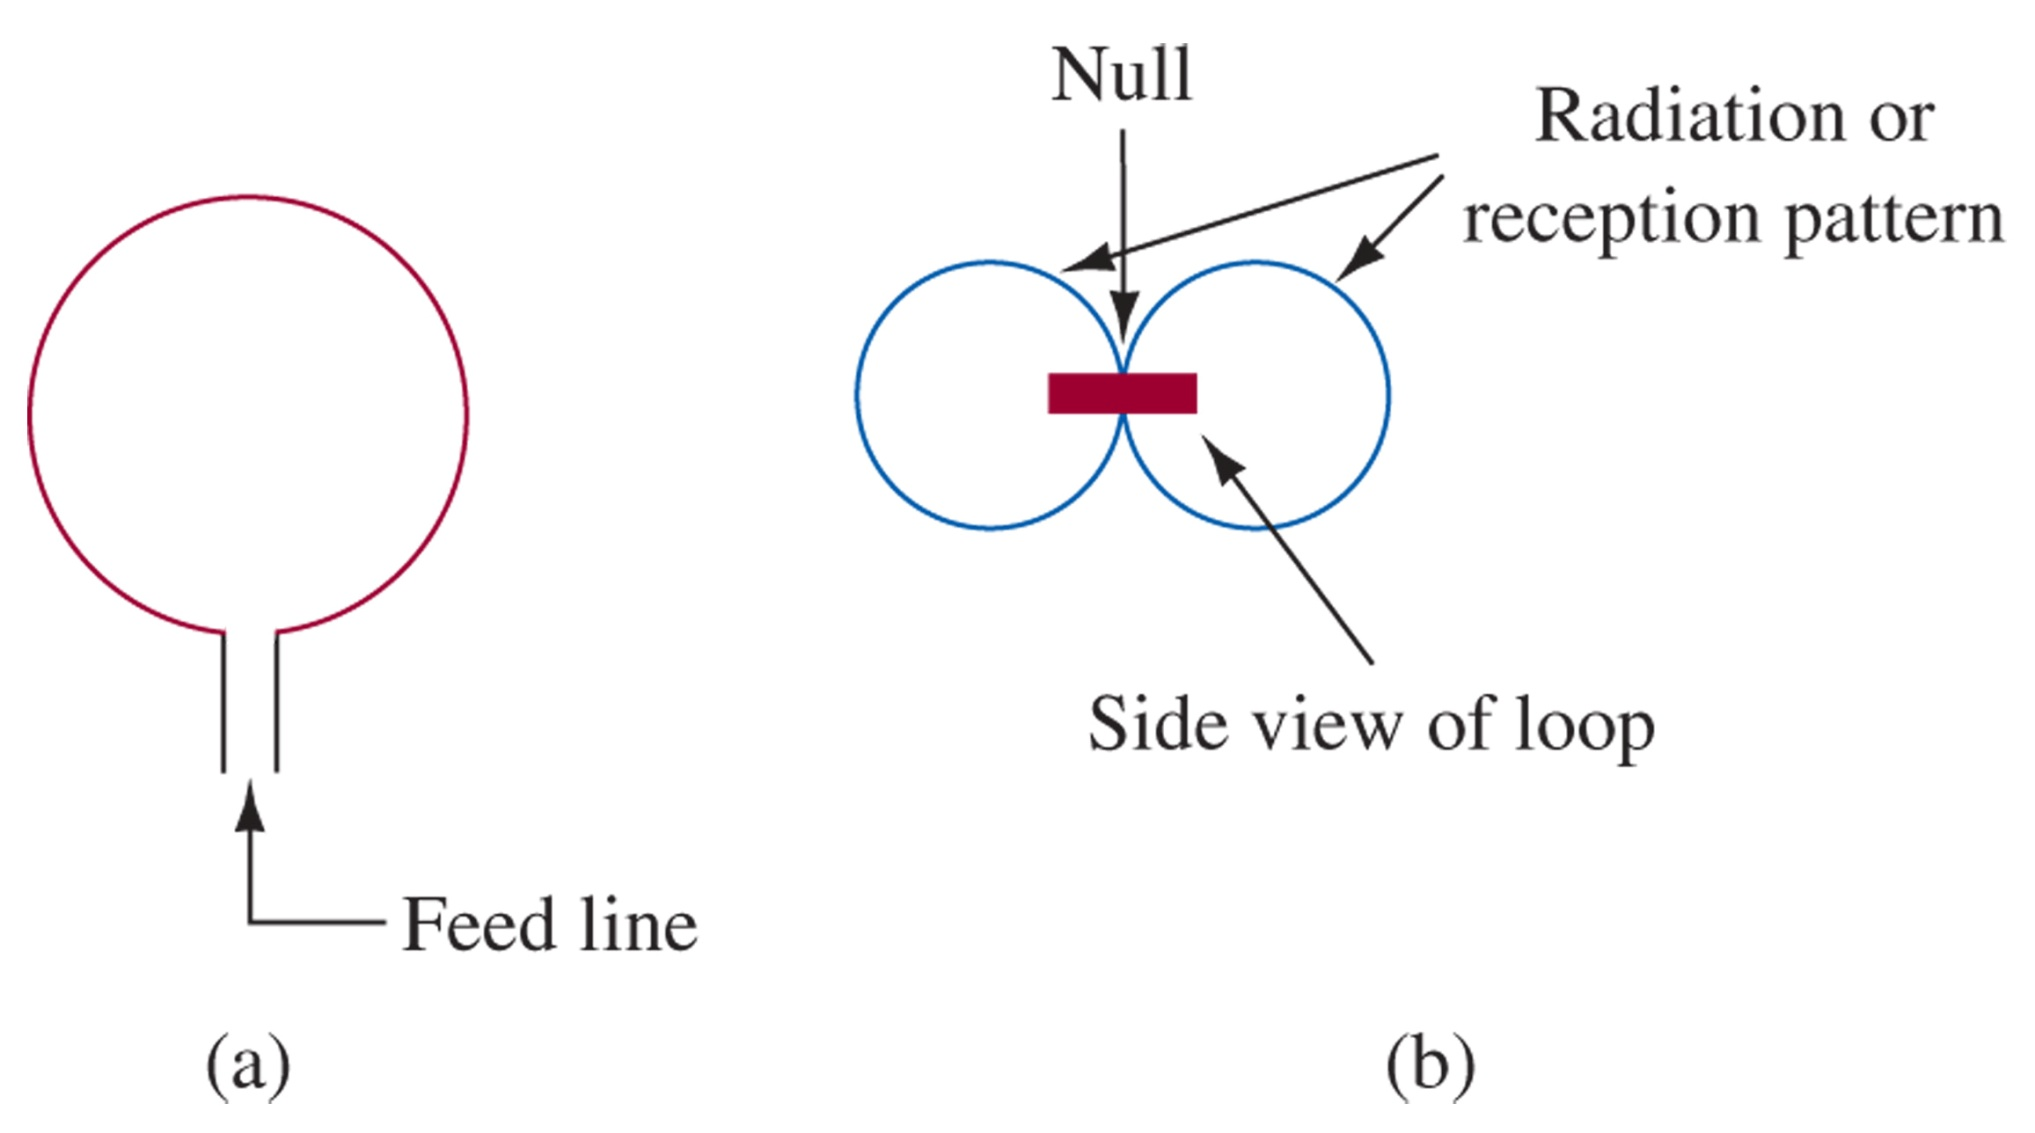 Null
Radiation or
reception pattern
Side view of loop
Feed line
(a)
(b)